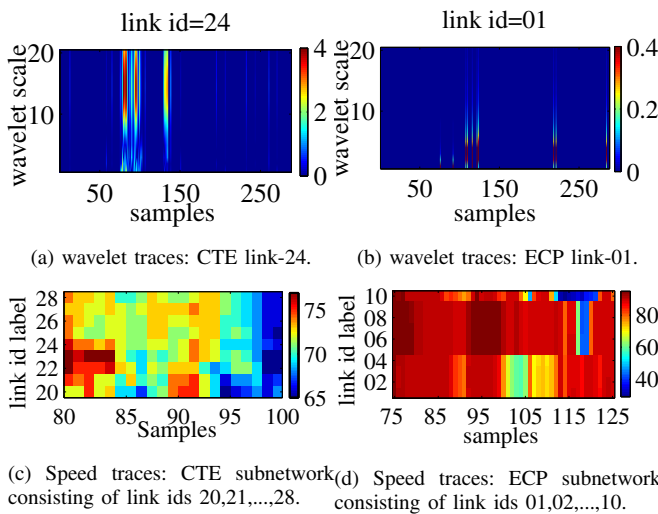 link id=24
link id=01
wavelet scale
20
10
4
2
0
50
150
250
samples
wavelet scale
20
15
10
5
0.4
0.2
0
50
150
250
samples
(a) wavelet traces: CTE link-24.
(b) wavelet traces: ECP link-01.
link id label
28
26
24
22
20
75
70
65
80
85
90
95
100
Samples
link id label
10
08
06
04
02
80
60
40
75
85
95
105
115
125
samples
(c) Speed traces: CTE subnetwork
consisting of link ids 20,21,...,28.
(d) Speed traces: ECP subnetwork
consisting of link ids 01,02,...,10.